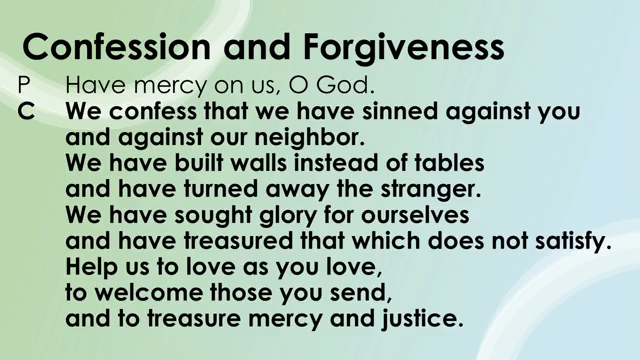 Confession and Forgiveness
P Have mercy on us, O God.
C We confess that we have sinned against you
and against our neighbor.
We have built walls instead of tables
and have turned away the stranger.
We have sought glory for ourselves
and have treasured that which does not satisfy.
Help us to love as you love,
to welcome those you send,
and to treasure mercy and justice.